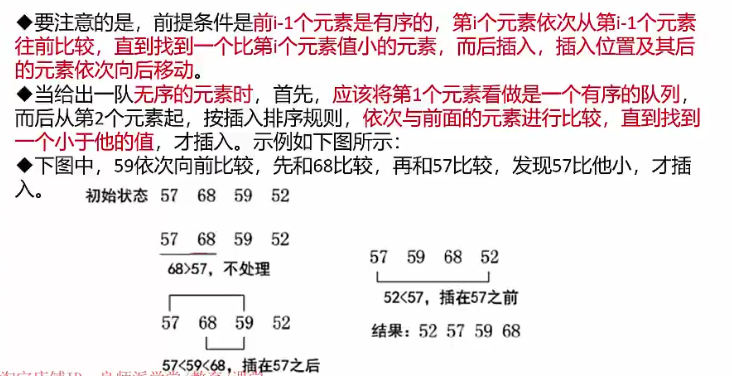 ◆要注意的是，前提条件是前i-1个元素是有序的，第i个元素依次从第i-1个元素
往前比较，直到找到一个比第i个元素值小的元素，而后插入，插入位置及其后
的元素依次向后移动。
◆当给出一队无序的元素时，首先，应该将第1个元素看做是一个有序的队列，
而后从第2个元素起，按插入排序规则，依次与前面的元素进行比较，直到找到
一个小于他的值，才插入。示例如下图所示：
◆下图中，59依次向前比较，先和68比较，再和57比较，发现57比他小，才插
入。
初始状态 57 68 59 52
57 68 59 52
68>57，不处理
57 68 59 52
57<59<68，插在57之后
57 59 68 52
52<57，插在57之前
结果：52 57 59 68